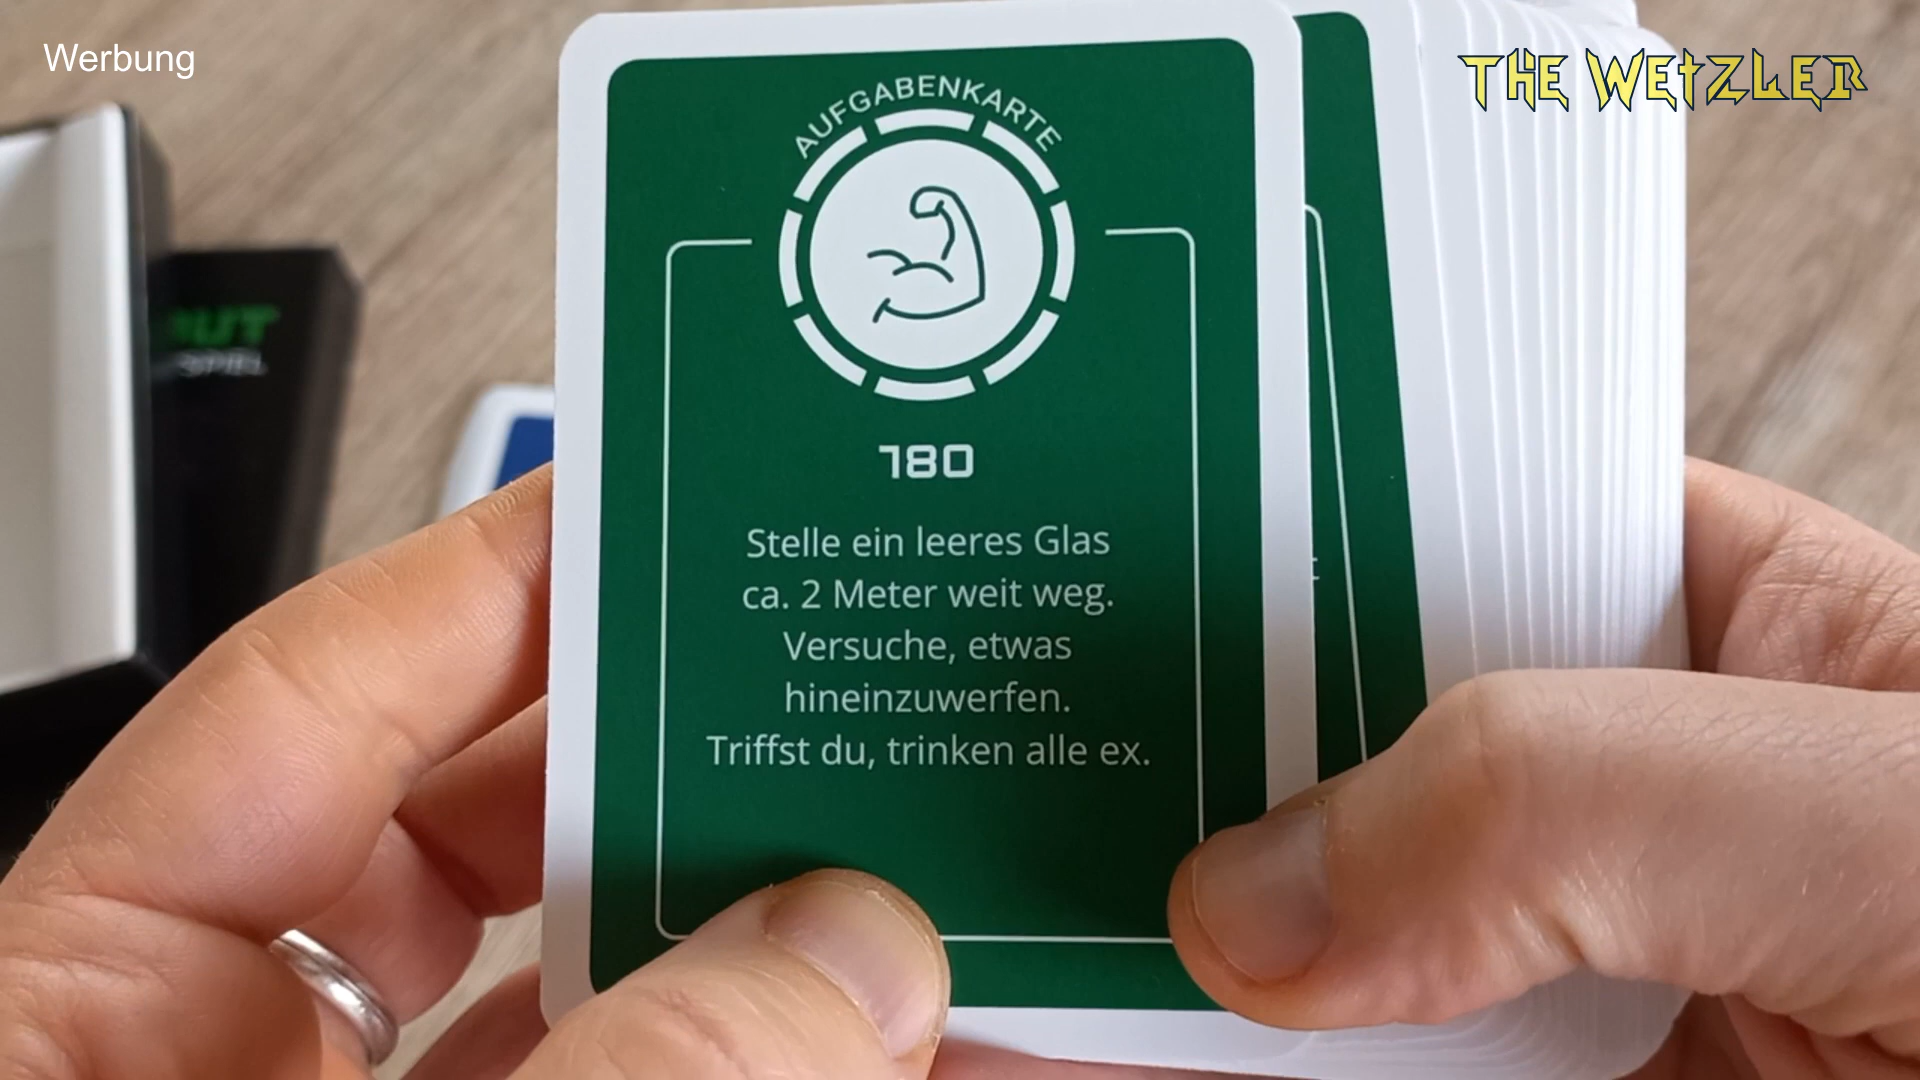 Werbung
THE WETZLER
AUFGABENKARTE
180
Stelle ein leeres Glas
ca. 2 Meter weit weg.
Versuche, etwas
hineinzuwerfen.
Triffst du, trinken alle ex.